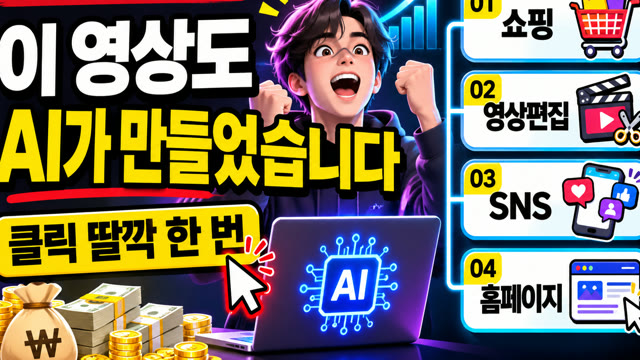 이 영상도
AI가 만들었습니다
클릭 딸깍 한 번
₩
AI
01
쇼핑
02
영상편집
03
SNS
04
홈페이지